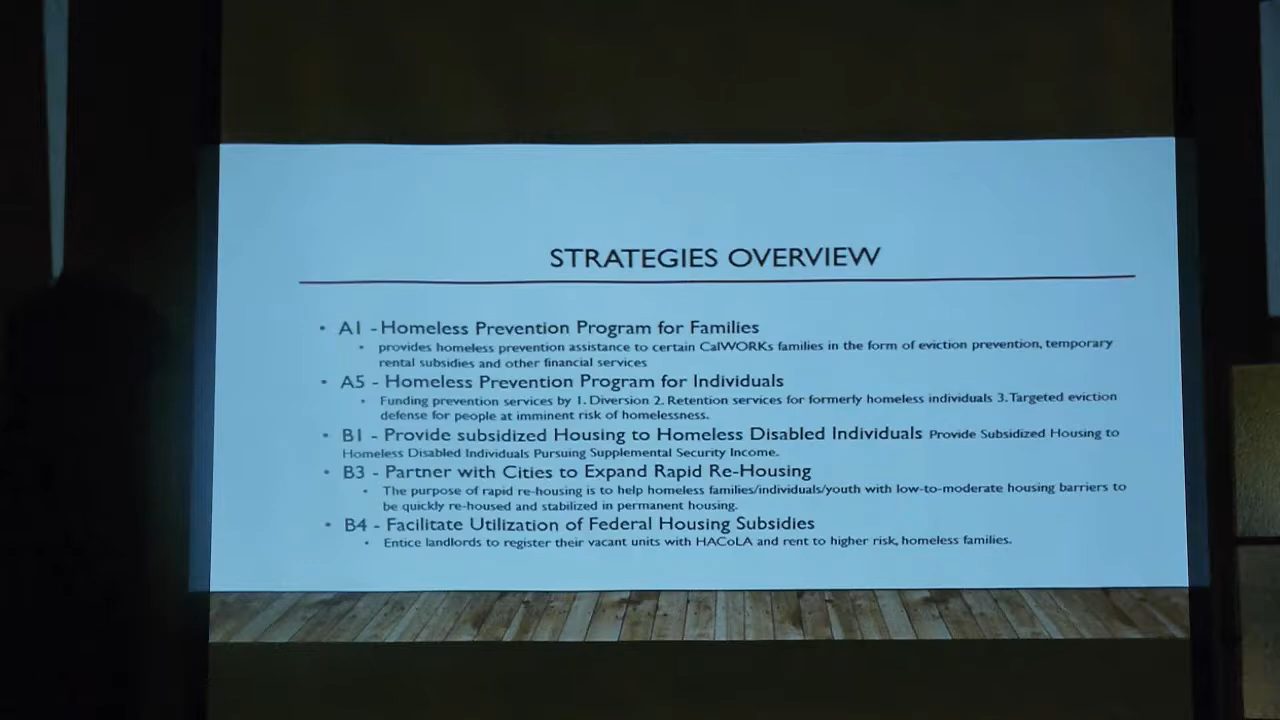 STRATEGIES OVERVIEW
• A1 - Homeless Prevention Program for Families
• provides homeless prevention assistance to certain CalWORKs families in the form of eviction prevention, temporary
rental subsidies and other financial services
• A5 - Homeless Prevention Program for Individuals
• Funding prevention services by 1. Diversion 2. Retention services for formerly homeless individuals 3. Targeted eviction
defense for people at imminent risk of homelessness.
• B1 - Provide subsidized Housing to Homeless Disabled Individuals Provide Subsidized Housing to
Homeless Disabled Individuals Pursuing Supplemental Security Income.
• B3 - Partner with Cities to Expand Rapid Re-Housing
• The purpose of rapid re-housing is to help homeless families/individuals/youth with low-to-moderate housing barriers to
be quickly re-housed and stabilized in permanent housing.
• B4 - Facilitate Utilization of Federal Housing Subsidies
• Entice landlords to register their vacant units with HACoLA and rent to higher risk, homeless families.